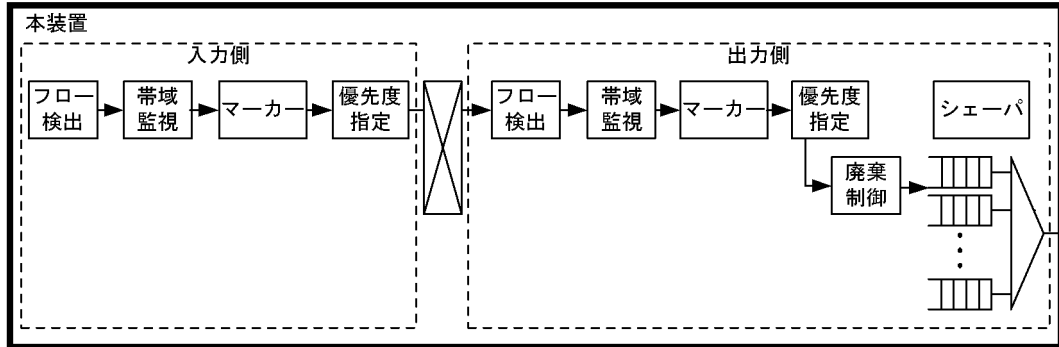 本装置
入力側
出力側
フロー
検出
帯域
監視
マーカー
優先度
指定
フロー
検出
帯域
監視
マーカー
優先度
指定
シェーパ
廃棄
制御